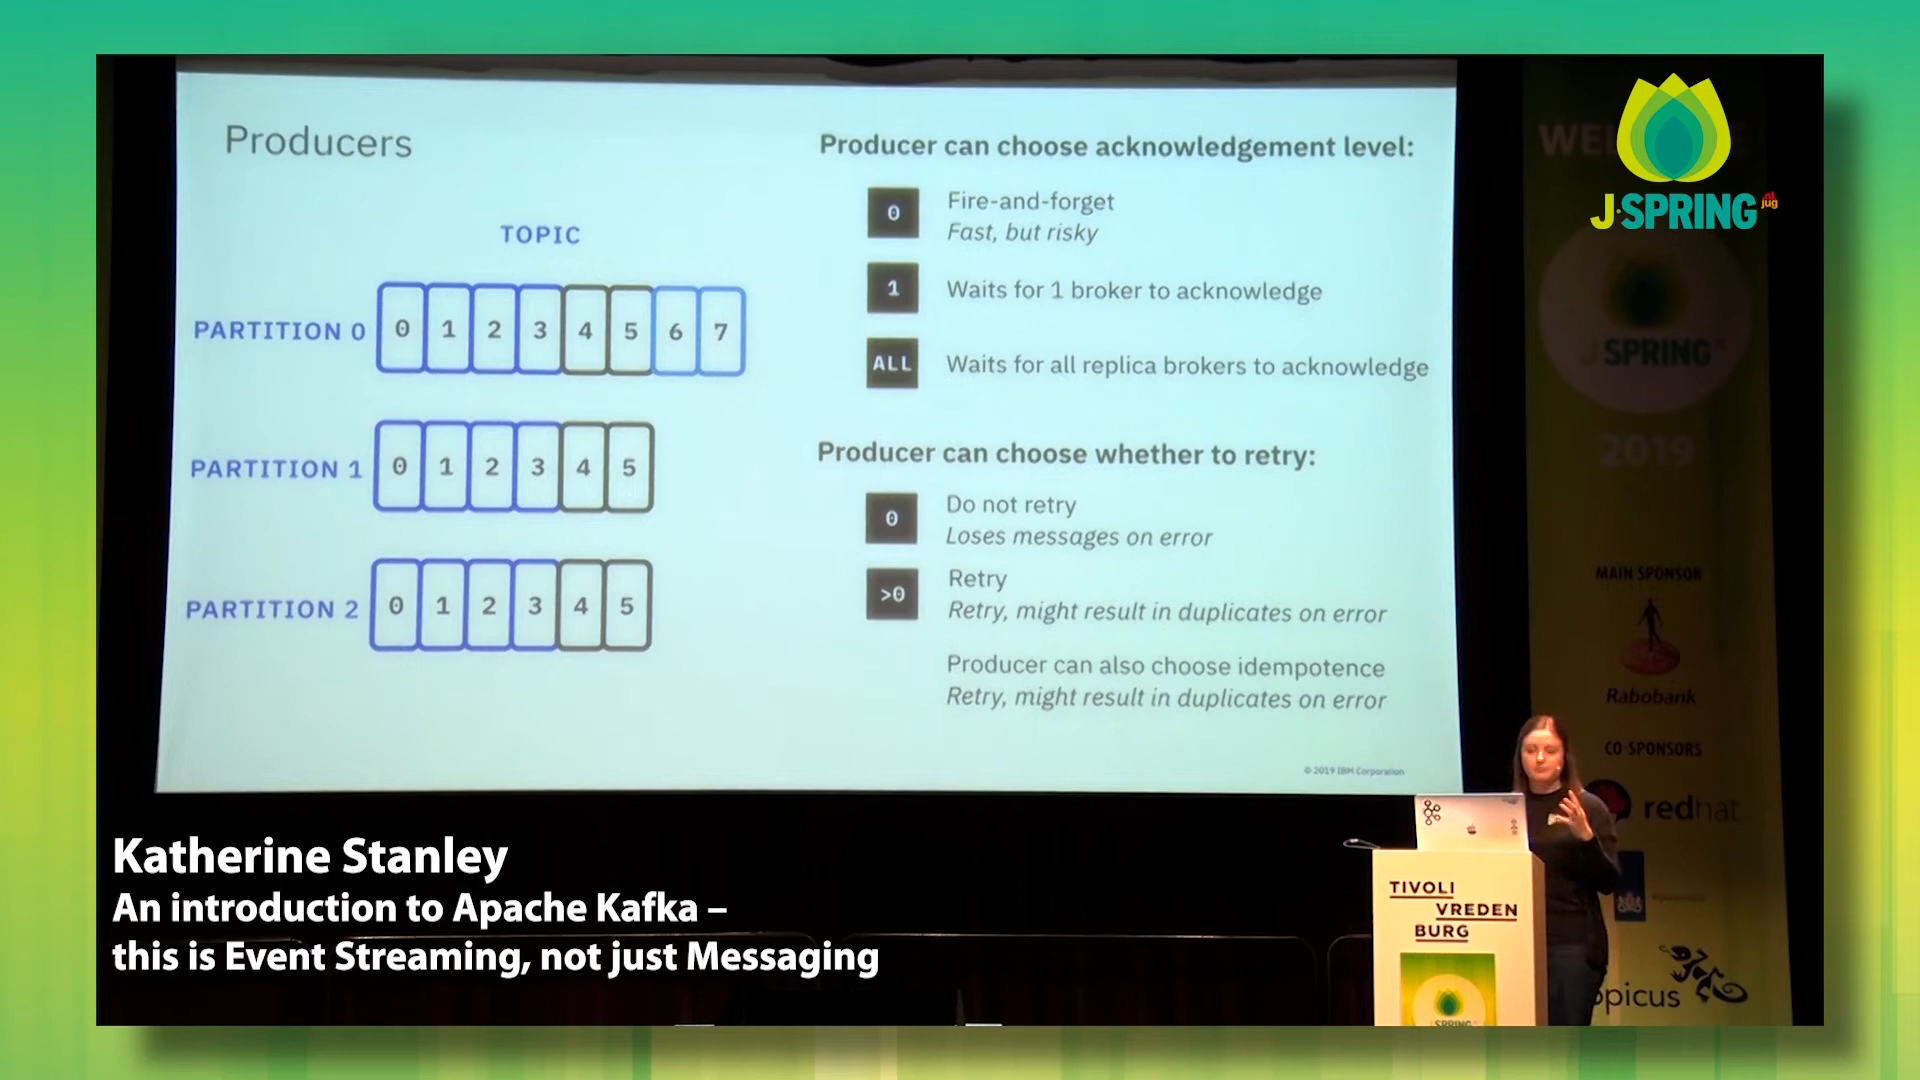 Producers
TOPIC
PARTITION 0 0 1 2 3 4 5 6 7
PARTITION 1 0 1 2 3 4 5
PARTITION 2 0 1 2 3 4 5
Producer can choose acknowledgement level:
0 Fire-and-forget
Fast, but risky
1 Waits for 1 broker to acknowledge
ALL Waits for all replica brokers to acknowledge
Producer can choose whether to retry:
0 Do not retry
Loses messages on error
>0 Retry
Retry, might result in duplicates on error
Producer can also choose idempotence
Retry, might result in duplicates on error
© 2019 IBM Corporation
J·SPRING
nl
jug
J SPRING
2019
MAIN SPONSOR
Rabobank
CO-SPONSORS
redhat
opicus
TIVOLI
VREDEN
BURG
J·SPRING
Katherine Stanley
An introduction to Apache Kafka –
this is Event Streaming, not just Messaging